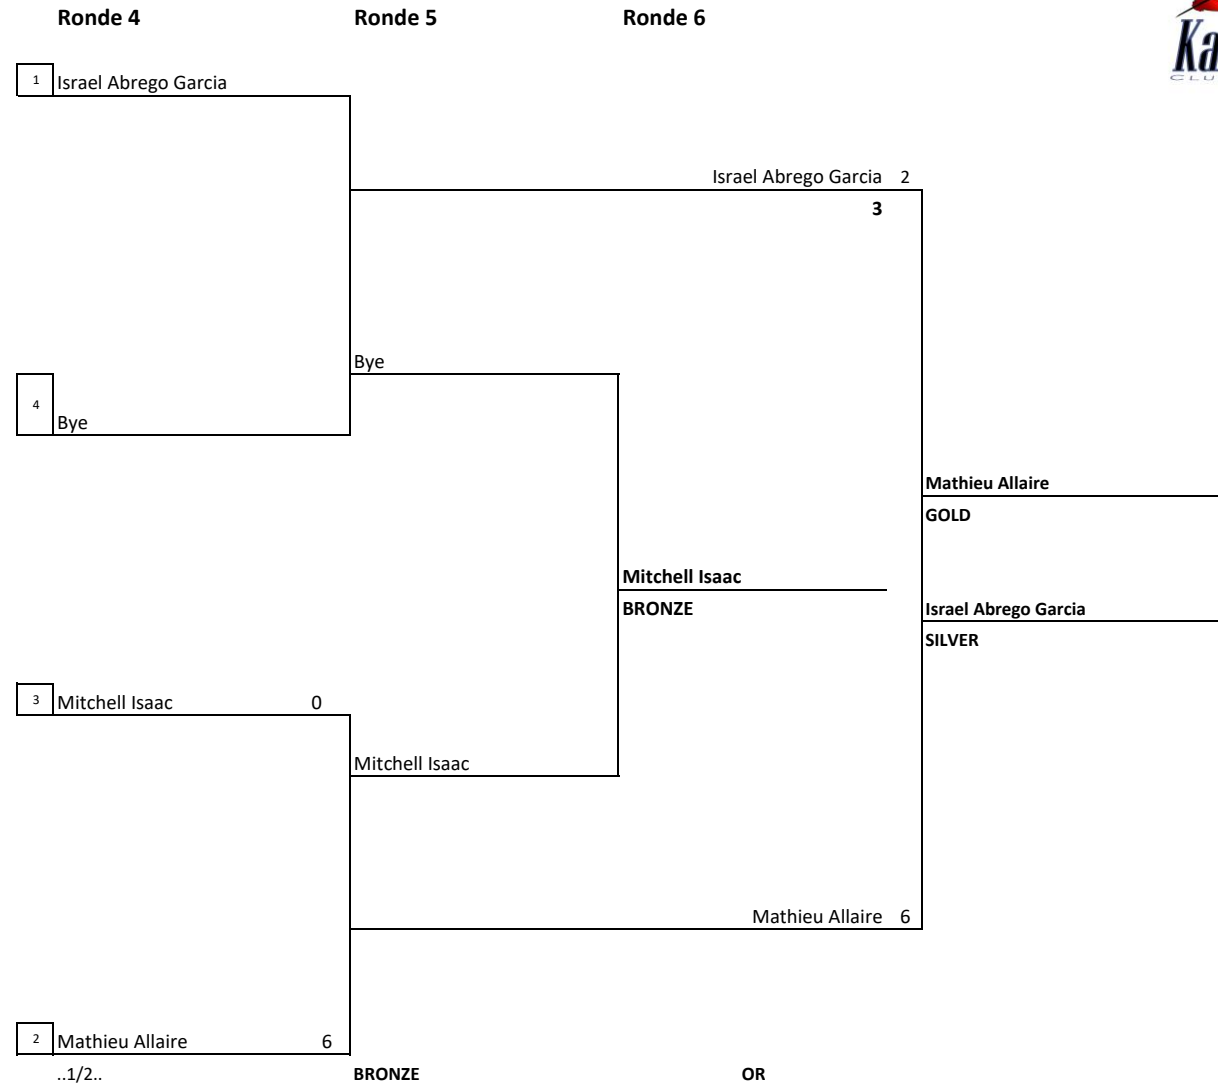 Ronde 4 Ronde 5 Ronde 6
1 Israel Abrego Garcia
Israel Abrego Garcia 2
3
Bye
4
Bye
Mathieu Allaire
GOLD
Mitchell Isaac
BRONZE
Israel Abrego Garcia
SILVER
3 Mitchell Isaac 0
Mitchell Isaac
Mathieu Allaire 6
2 Mathieu Allaire 6
..1/2.. BRONZE OR